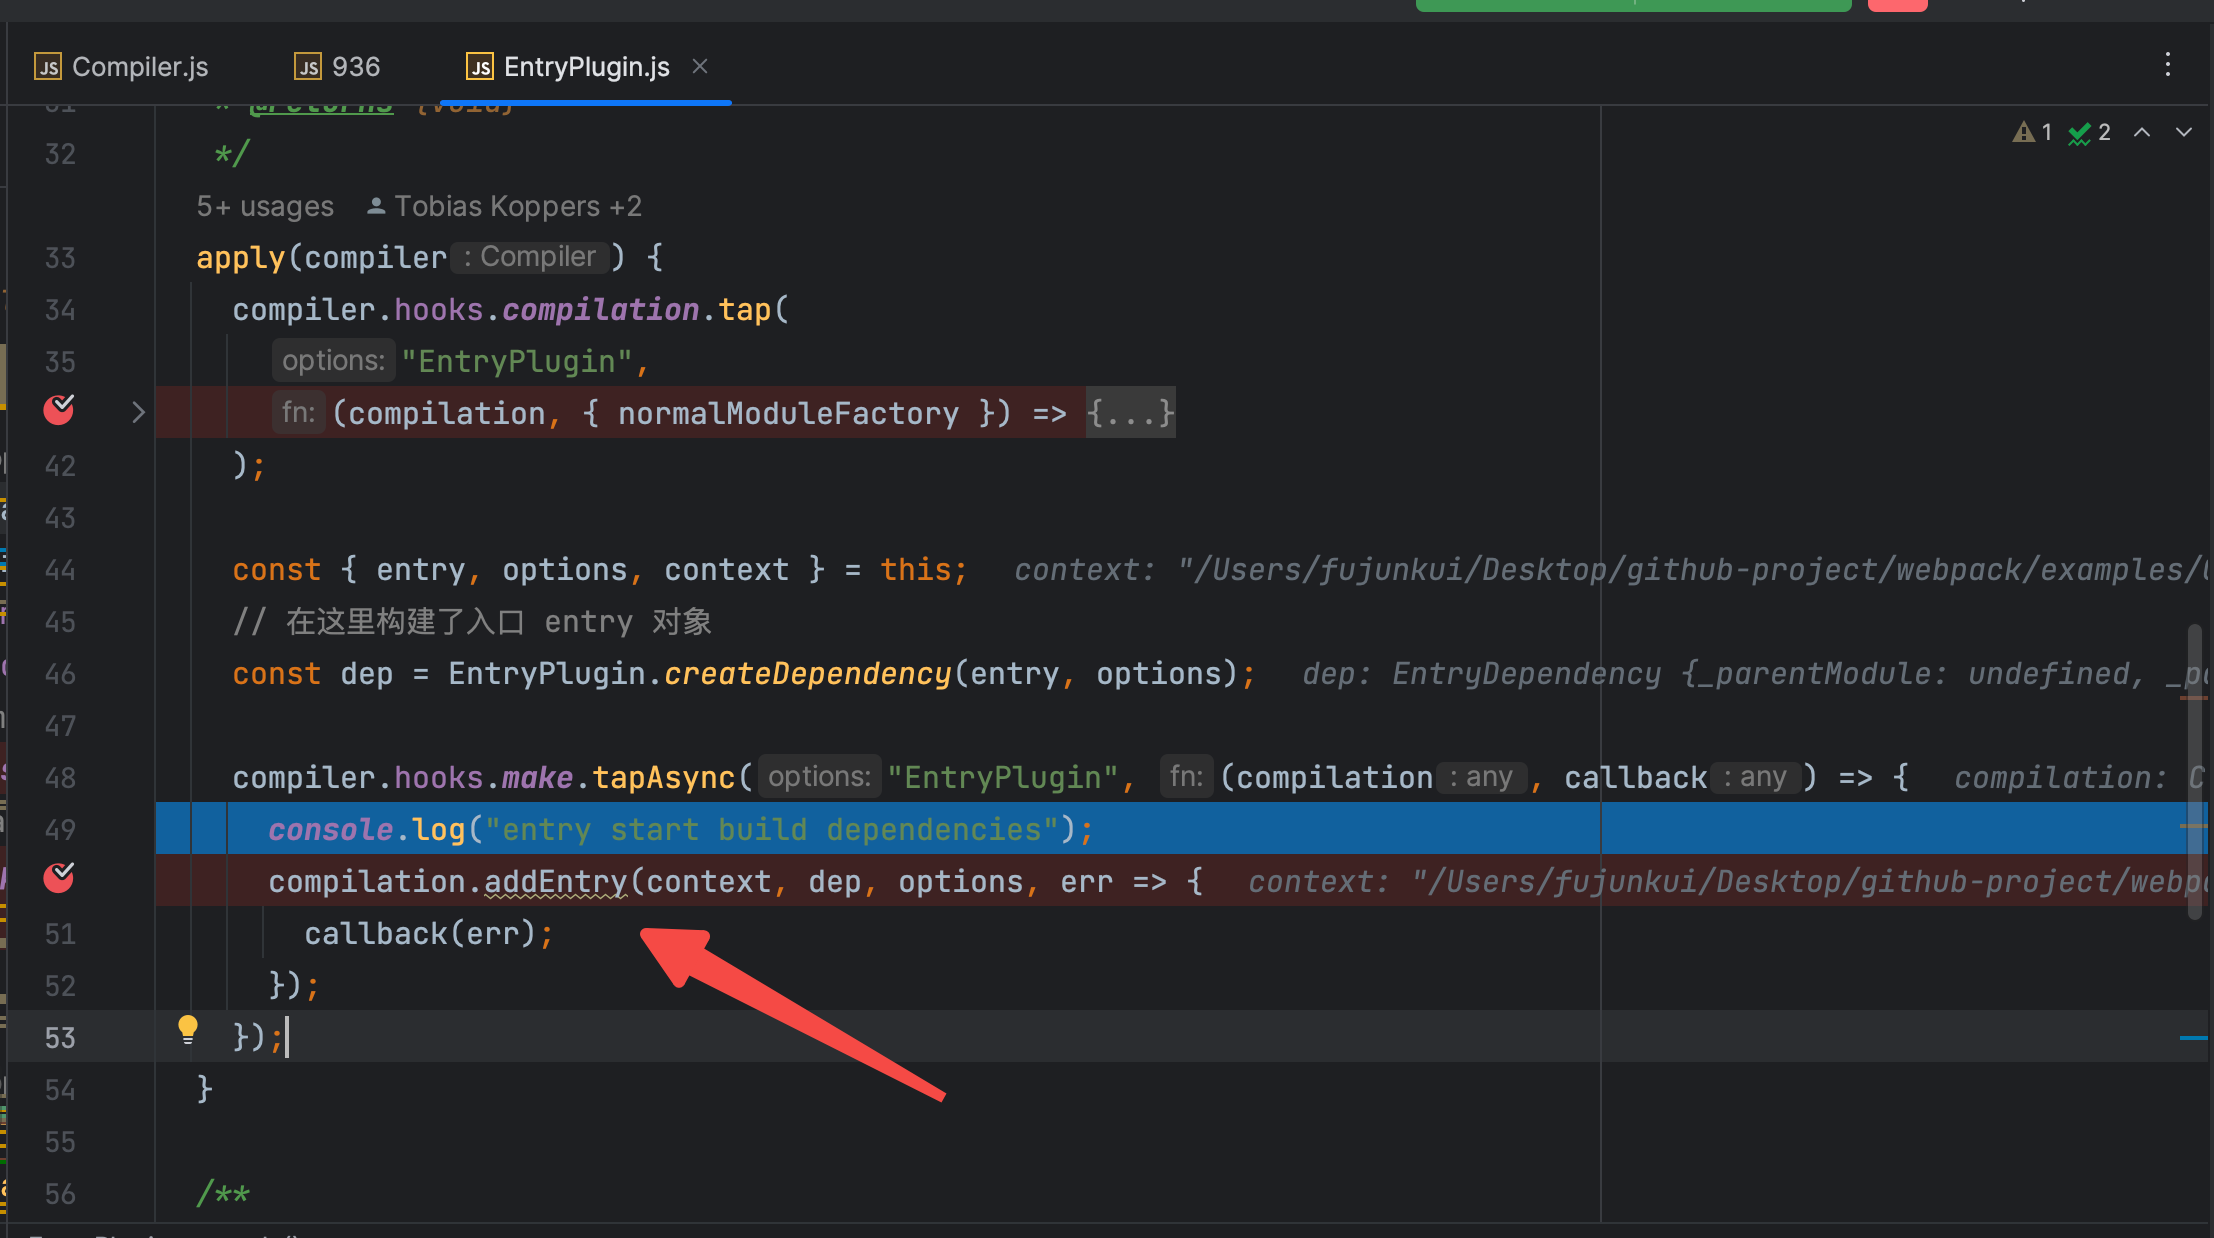 Compiler.js 936 EntryPlugin.js
1 2
31 * @returns {void}
32 */
5+ usages Tobias Koppers +2
33 apply(compiler : Compiler) {
34 compiler.hooks.compilation.tap(
35 options: "EntryPlugin",
fn: (compilation, { normalModuleFactory }) => {...}
42 );
43
44 const { entry, options, context } = this; context: "/Users/fujunkui/Desktop/github-project/webpack/examples/
45 // 在这里构建了入口 entry 对象
46 const dep = EntryPlugin.createDependency(entry, options); dep: EntryDependency {_parentModule: undefined,
47
48 compiler.hooks.make.tapAsync( options: "EntryPlugin", fn: (compilation : any , callback : any ) => { compilation: C
49 console.log("entry start build dependencies");
compilation.addEntry(context, dep, options, err => { context: "/Users/fujunkui/Desktop/github-project/webp
51 callback(err);
52 });
53 });
54 }
55
56 /**